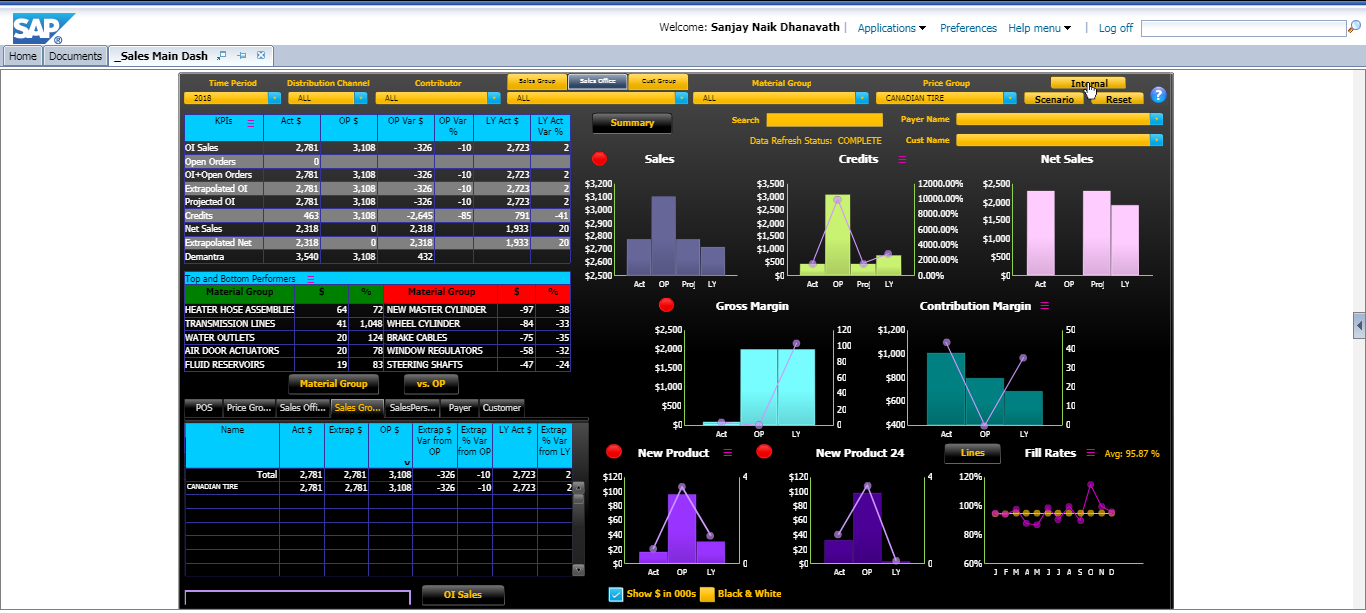 SAP ®
Welcome: Sanjay Naik Dhanavath | Applications Preferences Help menu | Log off
Home Documents _Sales Main Dash
Time Period Distribution Channel Contributor Sales Group Sales Office Cust Group Material Group Price Group Internal
2018 ALL ALL ALL ALL CANADIAN TIRE Scenario Reset ?
KPIs Act $ OP $ OP Var $ OP Var % LY Act $ LY Act Var %
OI Sales 2,781 3,108 -326 -10 2,723 2
Open Orders 0
OI+Open Orders 2,781 3,108 -326 -10 2,723 2
Extrapolated OI 2,781 3,108 -326 -10 2,723 2
Projected OI 2,781 3,108 -326 -10 2,723 2
Credits 463 3,108 -2,645 -85 791 -41
Net Sales 2,318 0 2,318 1,933 20
Extrapolated Net 2,318 0 2,318 1,933 20
Demantra 3,540 3,108 432
Summary Search Payer Name
Data Refresh Status: COMPLETE Cust Name
Sales
$3,200
$3,100
$3,000
$2,900
$2,800
$2,700
$2,600
$2,500
Act OP Proj LY
Credits
$3,500 12000.00%
$3,000 10000.00%
$2,500 8000.00%
$2,000 6000.00%
$1,500 4000.00%
$1,000 2000.00%
$500 0.00%
$0
Act OP Proj LY
Net Sales
$2,500
$2,000
$1,500
$1,000
$500
$0
Act OP Proj LY
Top and Bottom Performers
Material Group $ % Material Group $ %
HEATER HOSE ASSEMBLIES 64 72 NEW MASTER CYLINDER -97 -38
TRANSMISSION LINES 41 1,048 WHEEL CYLINDER -84 -33
WATER OUTLETS 20 124 BRAKE CABLES -75 -35
AIR DOOR ACTUATORS 20 78 WINDOW REGULATORS -58 -32
FLUID RESERVOIRS 19 83 STEERING SHAFTS -47 -24
Material Group vs. OP
Gross Margin
$2,500 120
$2,000 100
$1,500 80
$1,000 60
$500 40
$0 20
0
Act OP LY
Contribution Margin
$1,200 50
$1,000 40
$800 30
$600 20
$400 10
0
Act OP LY
POS Price Gro... Sales Offi... Sales Gro... SalesPers... Payer Customer
Name Act $ Extrap $ OP $ Extrap $ Var from OP Extrap % Var from OP LY Act $ Extrap % Var from LY
Total 2,781 2,781 3,108 -326 -10 2,723 2
CANADIAN TIRE 2,781 2,781 3,108 -326 -10 2,723 2
New Product
$120 4
$100
$80
$60
$40
$20
$0 0
Act OP LY
New Product 24
$120 4
$100
$80
$60
$40
$20
$0 0
Act OP LY
Lines Fill Rates Avg: 95.87 %
120%
100%
80%
60%
J F M A M J J A S O N D
OI Sales Show $ in 000s Black & White